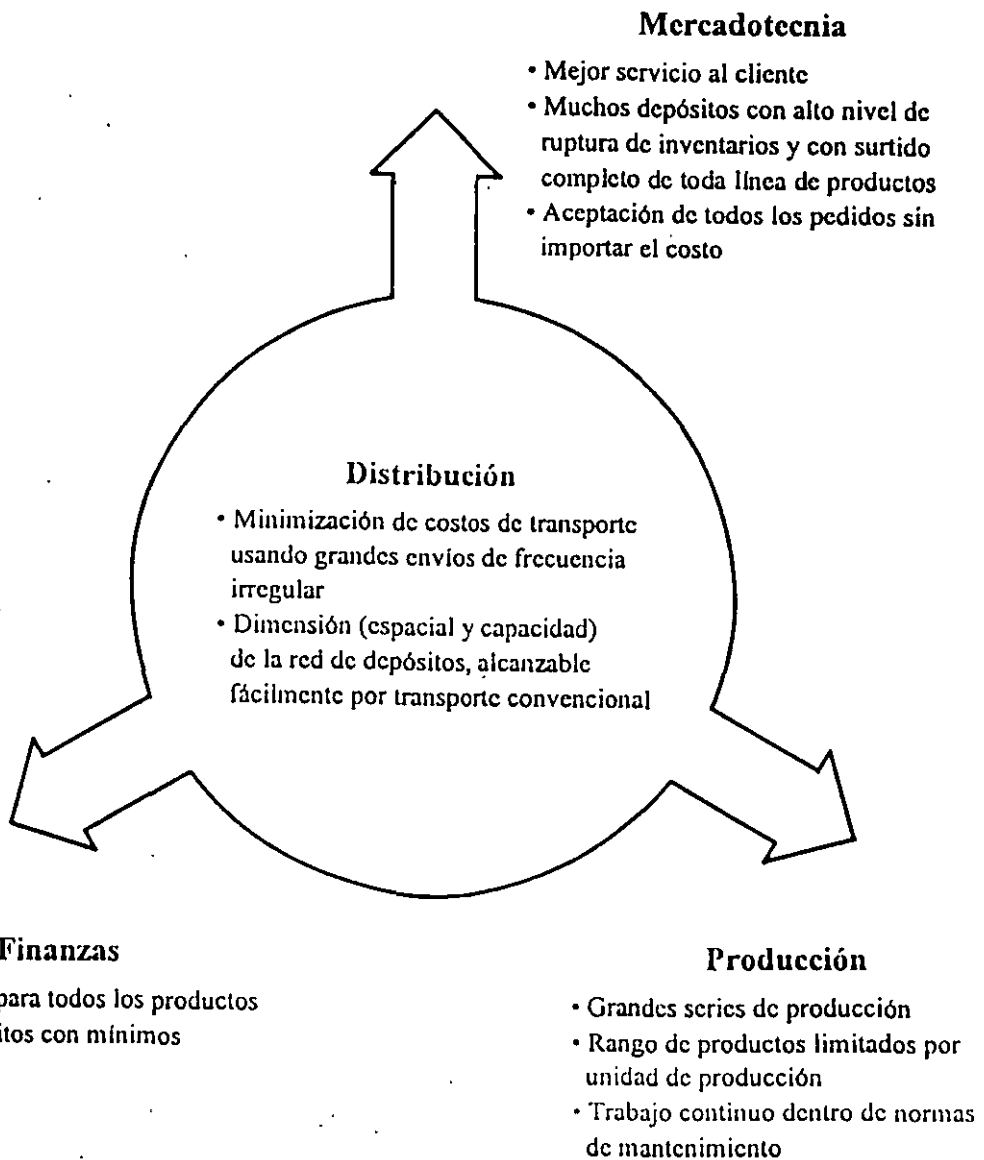 Mercadotecnia
• Mejor servicio al cliente
• Muchos depósitos con alto nivel de
ruptura de inventarios y con surtido
completo de toda línea de productos
• Aceptación de todos los pedidos sin
importar el costo
Distribución
• Minimización de costos de transporte
usando grandes envíos de frecuencia
irregular
• Dimensión (espacial y capacidad)
de la red de depósitos, alcanzable
fácilmente por transporte convencional
Finanzas
para todos los productos
con mínimos
Producción
• Grandes series de producción
• Rango de productos limitados por
unidad de producción
• Trabajo continuo dentro de normas
de mantenimiento